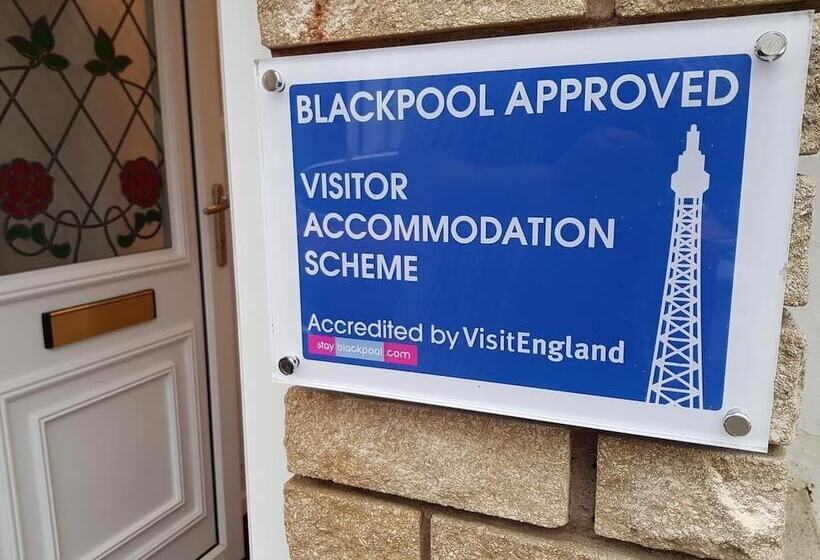 BLACKPOOL APPROVED
VISITOR
ACCOMMODATION
SCHEME
Accredited by VisitEngland
stayblackpool.com